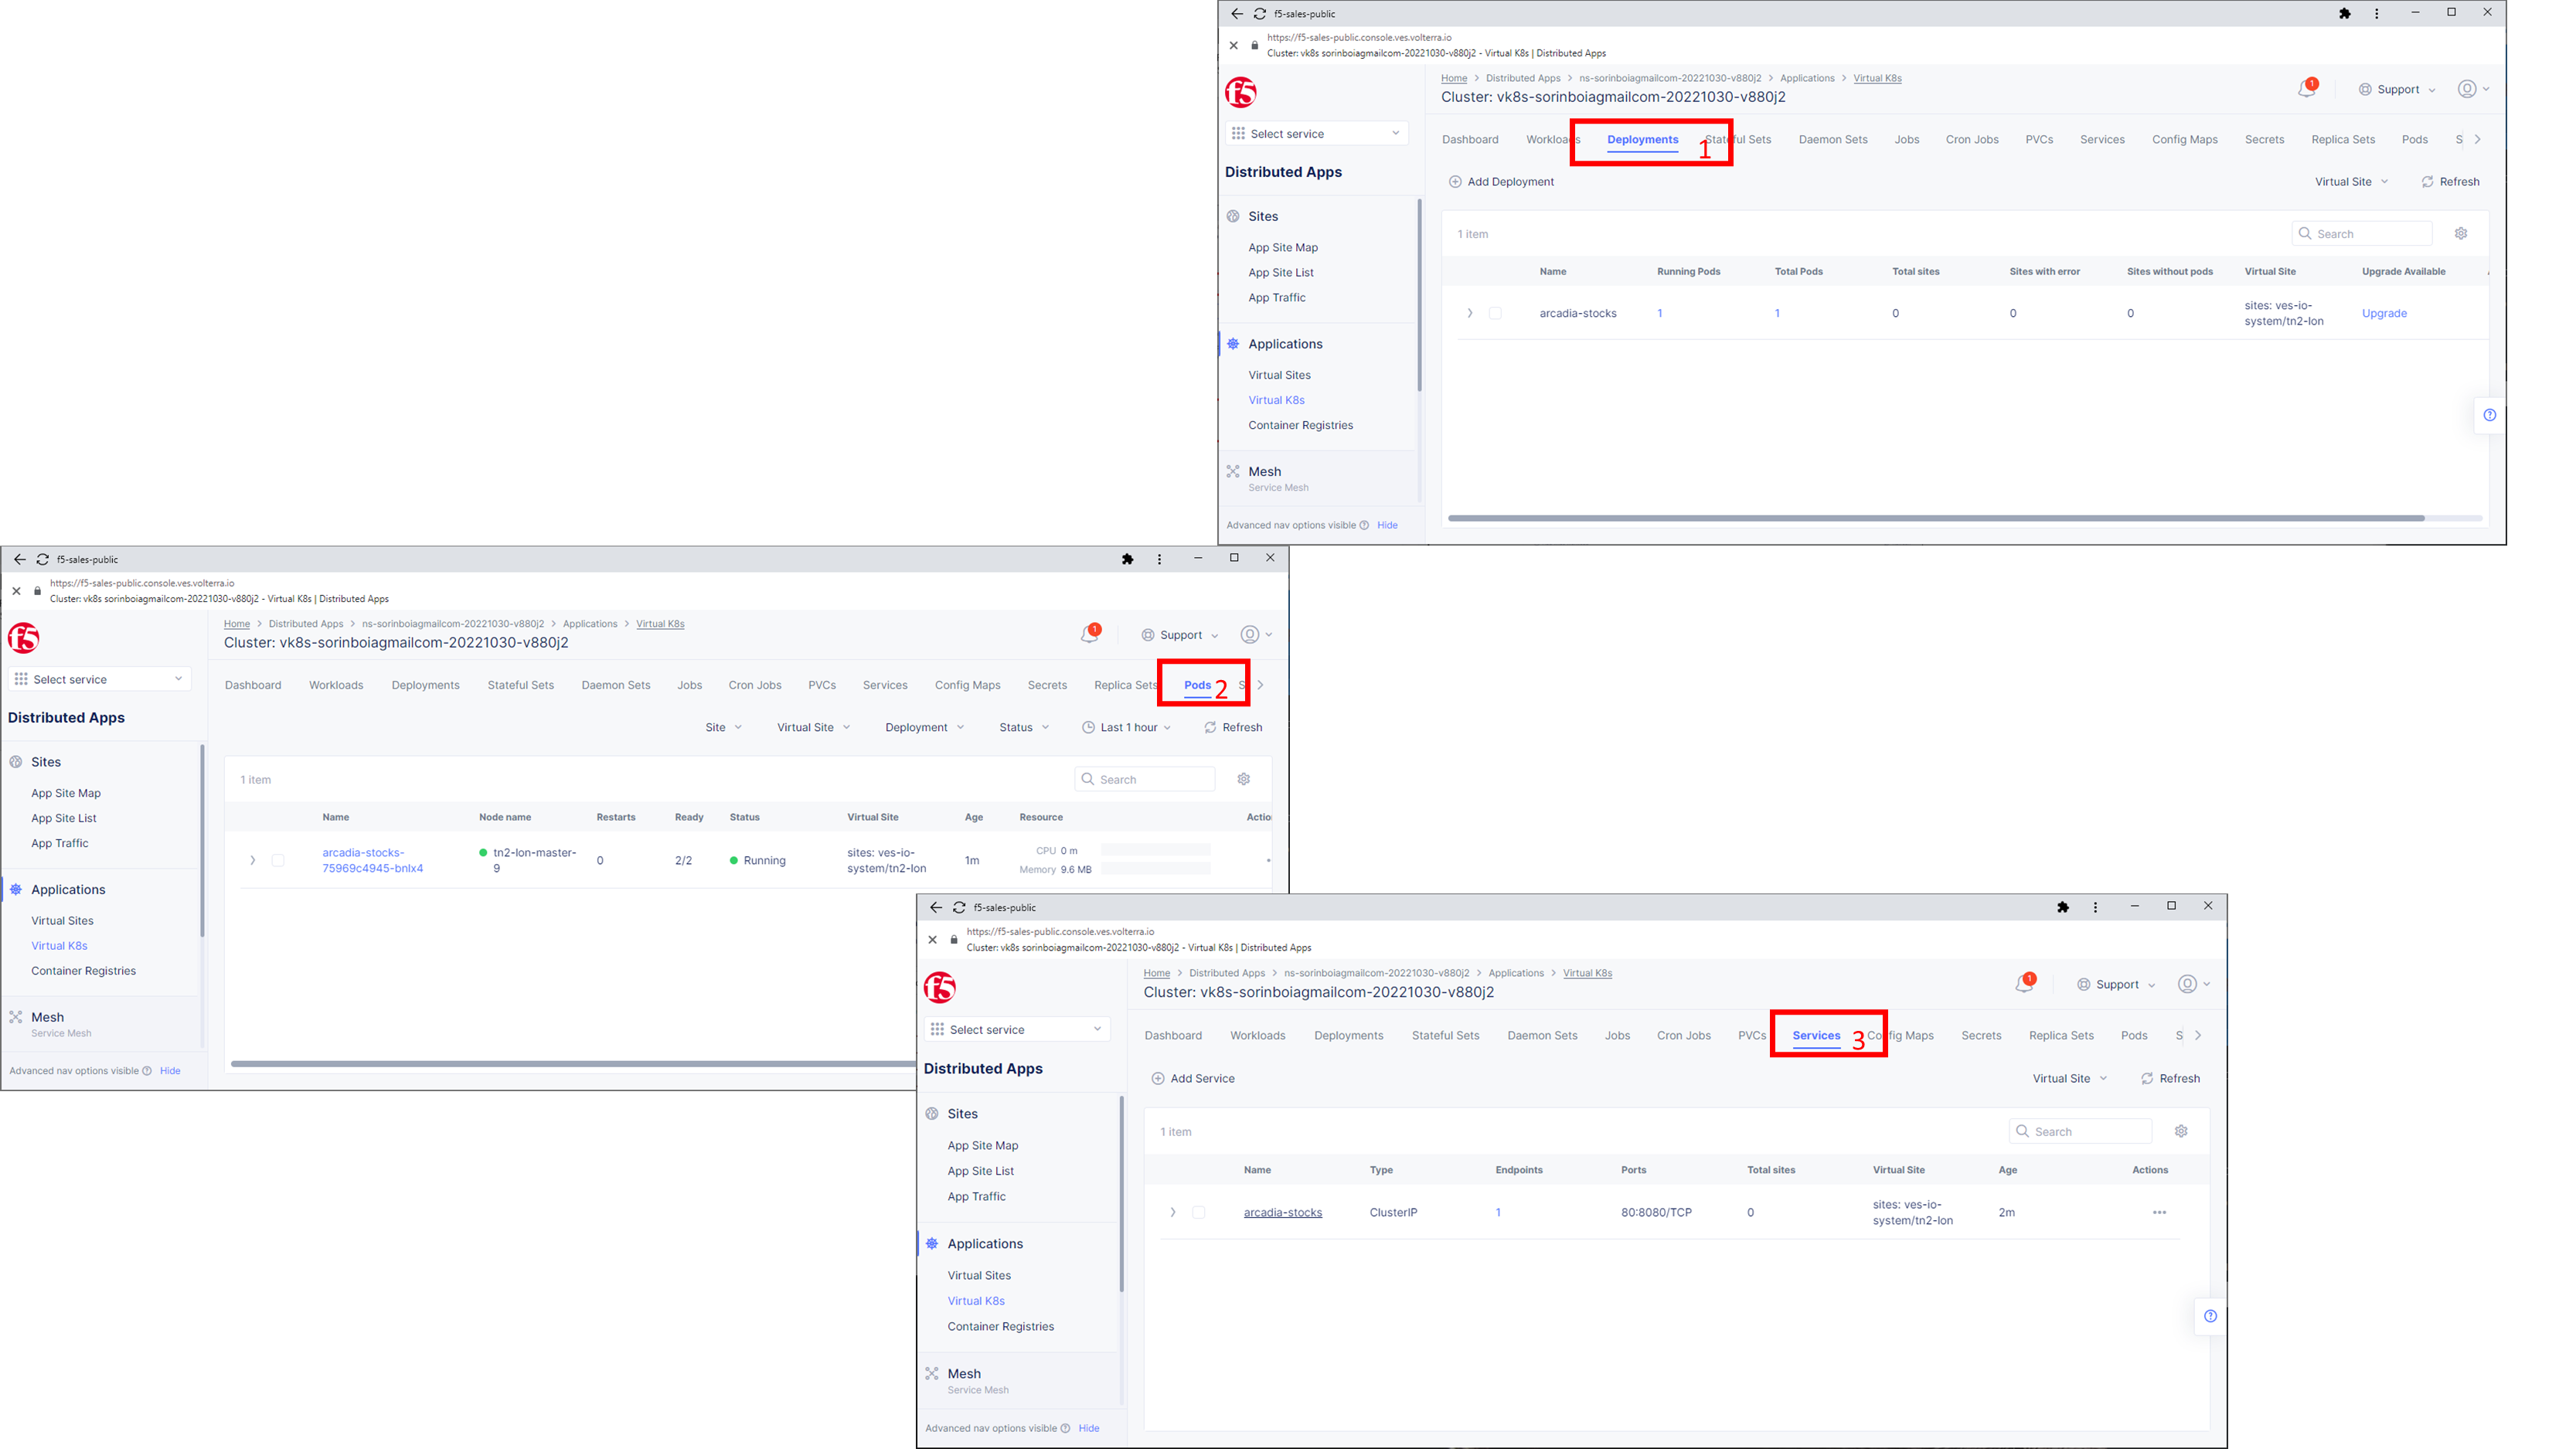 f5-sales-public
https://f5-sales-public.console.ves.volterra.io
Cluster: vk8s sorinboiagmailcom-20221030-v880j2 - Virtual K8s | Distributed Apps
f5
Home > Distributed Apps > ns-sorinboiagmailcom-20221030-v880j2 > Applications > Virtual K8s
Cluster: vk8s-sorinboiagmailcom-20221030-v880j2
1
Support
Select service
Dashboard Workloads Deployments 1 Stateful Sets Daemon Sets Jobs Cron Jobs PVCs Services Config Maps Secrets Replica Sets Pods S
Distributed Apps
Add Deployment Virtual Site Refresh
Sites
App Site Map
App Site List
App Traffic
Applications
Virtual Sites
Virtual K8s
Container Registries
Mesh
Service Mesh
Advanced nav options visible Hide
1 item Search
Name Running Pods Total Pods Total sites Sites with error Sites without pods Virtual Site Upgrade Available
arcadia-stocks 1 1 0 0 0 sites: ves-io-
system/tn2-lon Upgrade
f5-sales-public
https://f5-sales-public.console.ves.volterra.io
Cluster: vk8s sorinboiagmailcom-20221030-v880j2 - Virtual K8s | Distributed Apps
f5
Home > Distributed Apps > ns-sorinboiagmailcom-20221030-v880j2 > Applications > Virtual K8s
Cluster: vk8s-sorinboiagmailcom-20221030-v880j2
1
Support
Select service
Dashboard Workloads Deployments Stateful Sets Daemon Sets Jobs Cron Jobs PVCs Services Config Maps Secrets Replica Sets Pods 2 S
Distributed Apps
Site Virtual Site Deployment Status Last 1 hour Refresh
Sites
App Site Map
App Site List
App Traffic
Applications
Virtual Sites
Virtual K8s
Container Registries
Mesh
Service Mesh
Advanced nav options visible Hide
1 item Search
Name Node name Restarts Ready Status Virtual Site Age Resource Actio
arcadia-stocks-
75969c4945-bnlx4 tn2-lon-master-
9 0 2/2 Running sites: ves-io-
system/tn2-lon 1m CPU 0 m
Memory 9.6 MB
f5-sales-public
https://f5-sales-public.console.ves.volterra.io
Cluster: vk8s sorinboiagmailcom-20221030-v880j2 - Virtual K8s | Distributed Apps
f5
Home > Distributed Apps > ns-sorinboiagmailcom-20221030-v880j2 > Applications > Virtual K8s
Cluster: vk8s-sorinboiagmailcom-20221030-v880j2
1
Support
Select service
Dashboard Workloads Deployments Stateful Sets Daemon Sets Jobs Cron Jobs PVCs Services 3 Config Maps Secrets Replica Sets Pods S
Distributed Apps
Add Service Virtual Site Refresh
Sites
App Site Map
App Site List
App Traffic
Applications
Virtual Sites
Virtual K8s
Container Registries
Mesh
Service Mesh
Advanced nav options visible Hide
1 item Search
Name Type Endpoints Ports Total sites Virtual Site Age Actions
arcadia-stocks ClusterIP 1 80:8080/TCP 0 sites: ves-io-
system/tn2-lon 2m